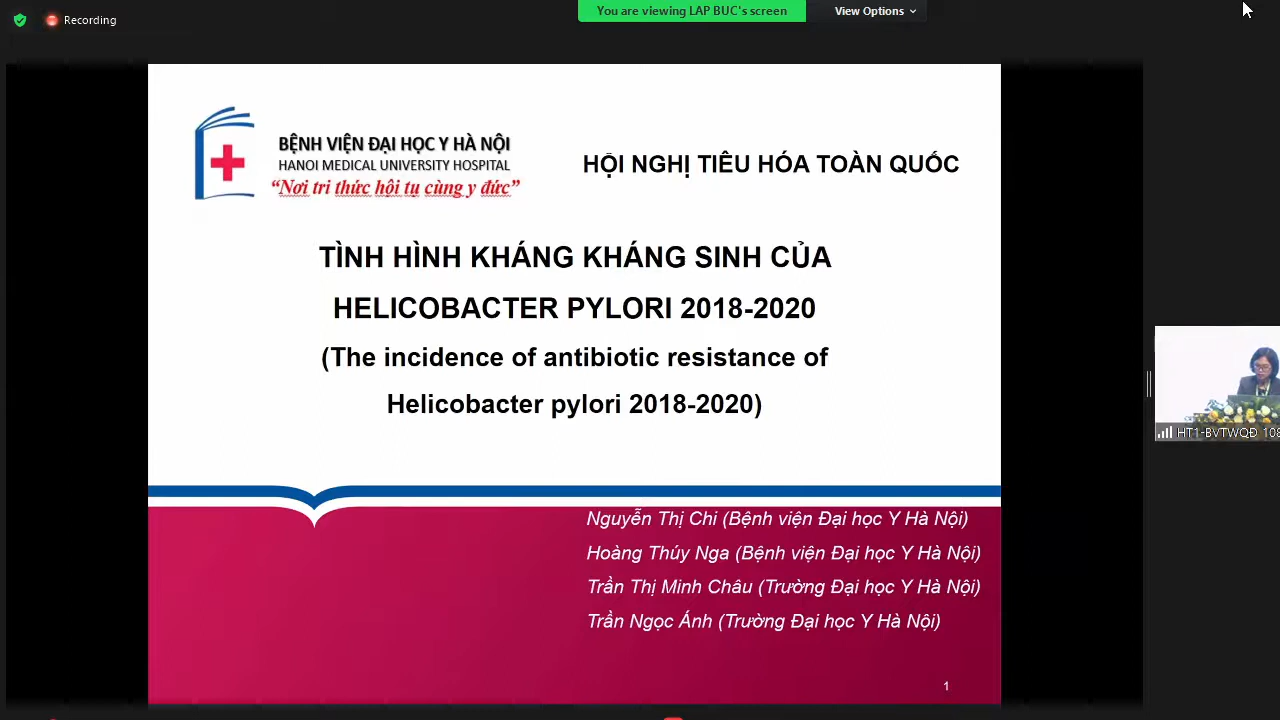 Recording
You are viewing LAP BUC's screen
View Options
BỆNH VIỆN ĐẠI HỌC Y HÀ NỘI
HANOI MEDICAL UNIVERSITY HOSPITAL
“Nơi tri thức hội tụ cùng y đức”
HỘI NGHỊ TIÊU HÓA TOÀN QUỐC
TÌNH HÌNH KHÁNG KHÁNG SINH CỦA
HELICOBACTER PYLORI 2018-2020
(The incidence of antibiotic resistance of
Helicobacter pylori 2018-2020)
Nguyễn Thị Chi (Bệnh viện Đại học Y Hà Nội)
Hoàng Thúy Nga (Bệnh viện Đại học Y Hà Nội)
Trần Thị Minh Châu (Trường Đại học Y Hà Nội)
Trần Ngọc Ánh (Trường Đại học Y Hà Nội)
1
HT1-BVTWQĐ 108